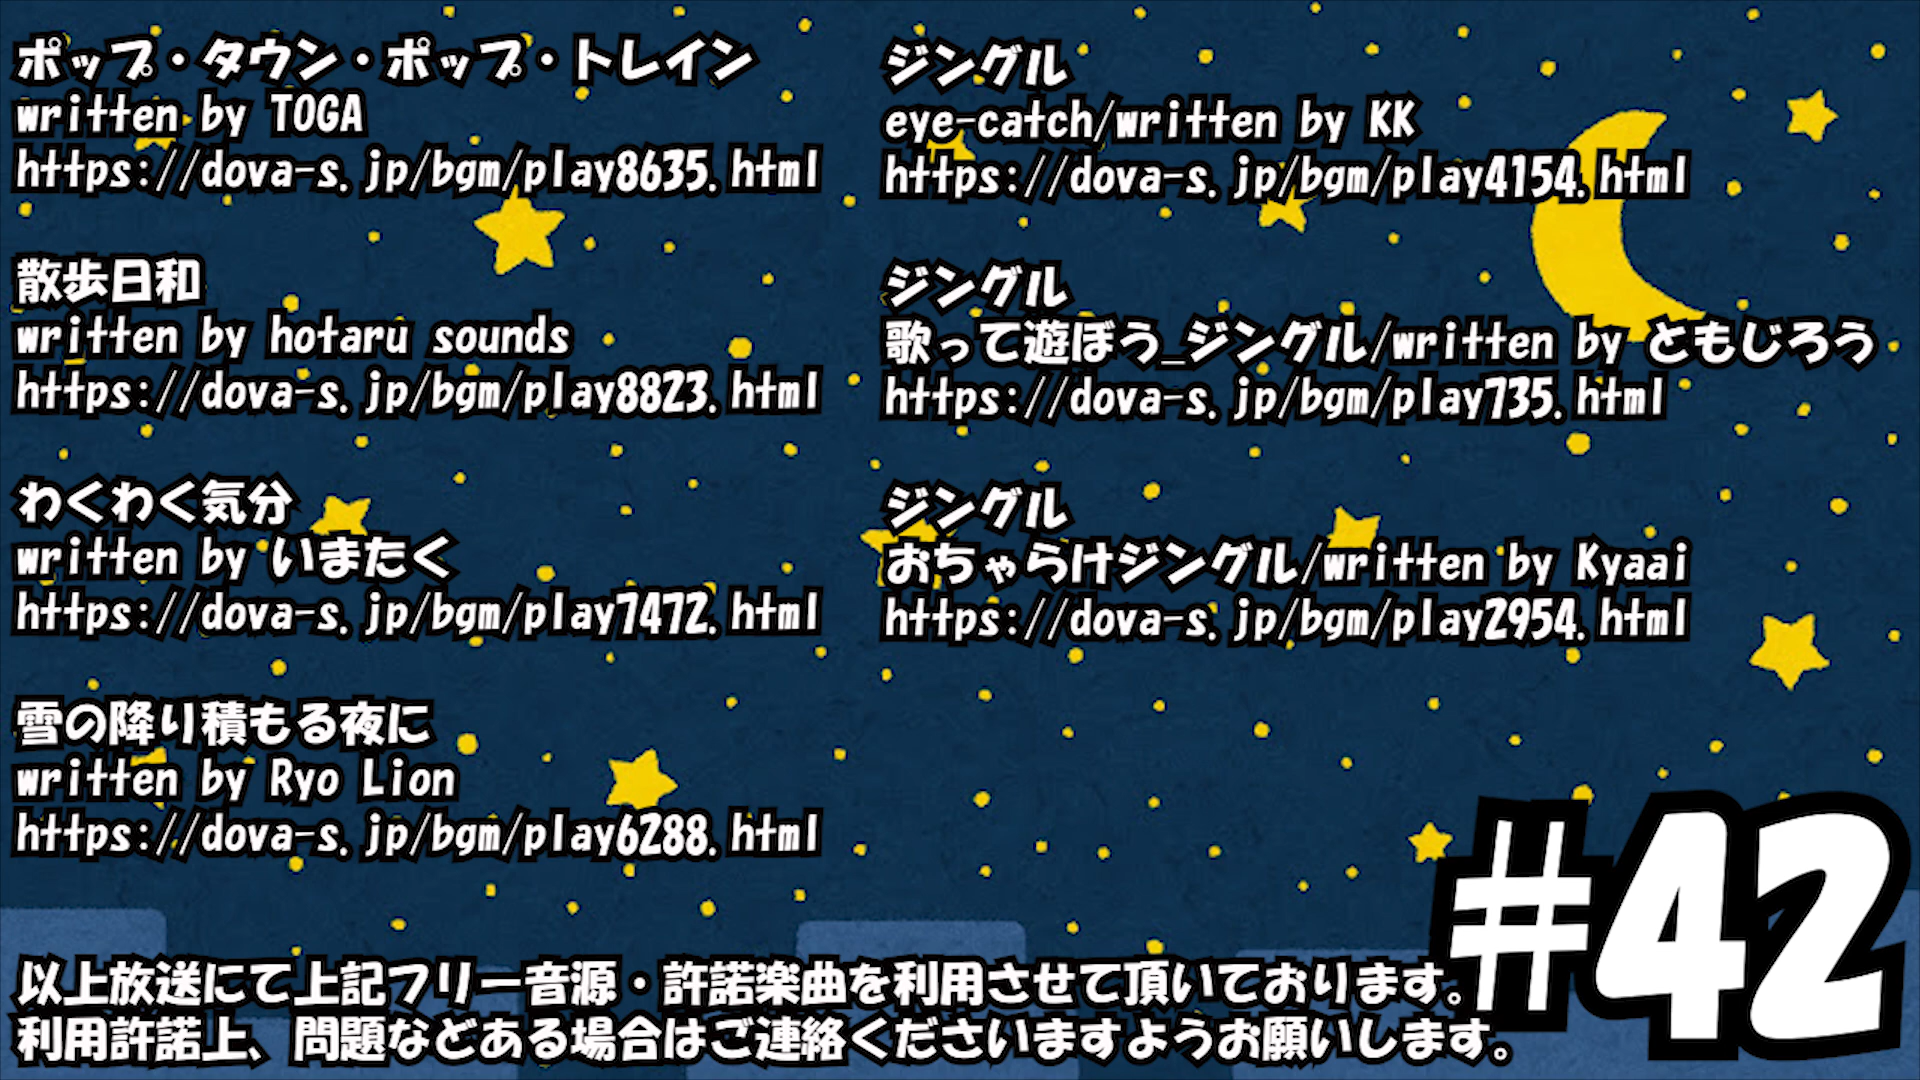 ポップ・タウン・ポップ・トレイン
written by TOGA
https://dova-s.jp/bgm/play8635.html
散歩日和
written by hotaru sounds
https://dova-s.jp/bgm/play8823.html
わくわく気分
written by いまたく
https://dova-s.jp/bgm/play7472.html
雪の降り積もる夜に
written by Ryo Lion
https://dova-s.jp/bgm/play6288.html
ジングル
eye-catch/written by KK
https://dova-s.jp/bgm/play4154.html
ジングル
歌って遊ぼう_ジングル/written by ともじろう
https://dova-s.jp/bgm/play735.html
ジングル
おちゃらけジングル/written by Kyaai
https://dova-s.jp/bgm/play2954.html
以上放送にて上記フリー音源・許諾楽曲を利用させて頂いております。
利用許諾上、問題などある場合はご連絡くださいますようお願いします。
#42